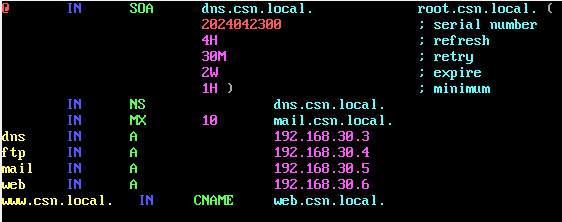 @ IN SOA dns.csn.local. root.csn.local. (
2024042300 ; serial number
4H ; refresh
30M ; retry
2W ; expire
1H ) ; minimum
IN NS dns.csn.local.
IN MX 10 mail.csn.local.
dns IN A 192.168.30.3
ftp IN A 192.168.30.4
mail IN A 192.168.30.5
web IN A 192.168.30.6
www.csn.local. IN CNAME web.csn.local.